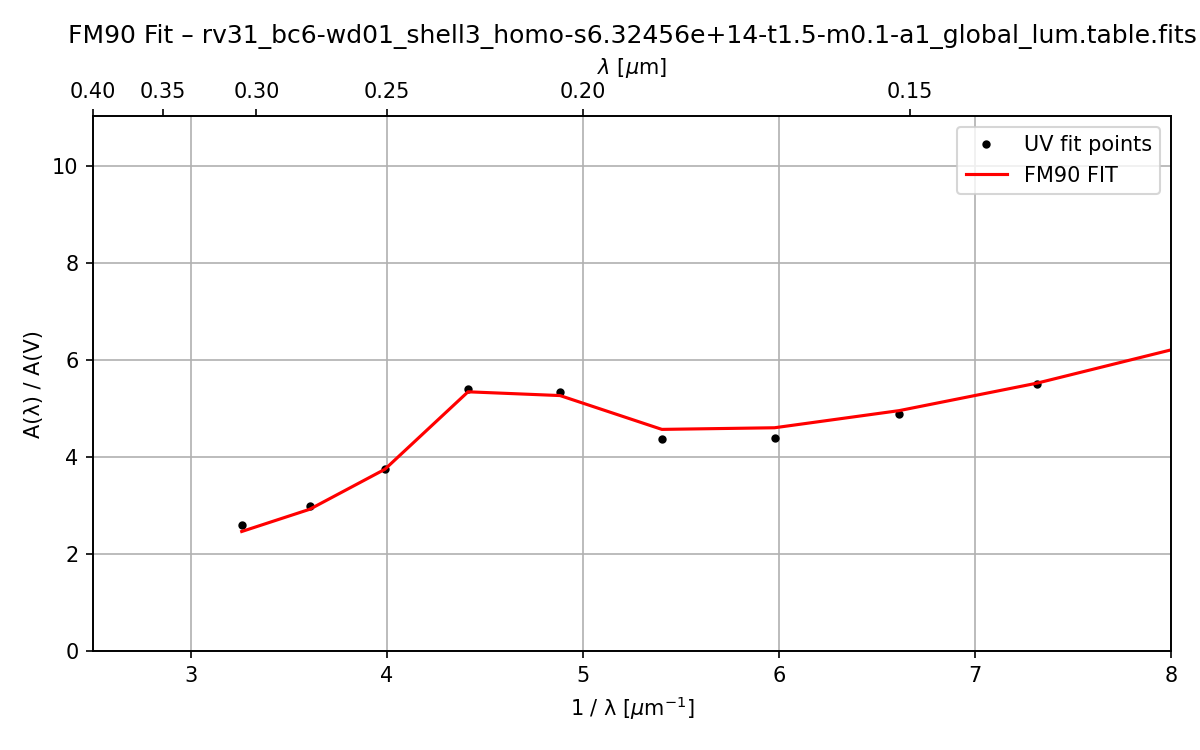 FM90 Fit – rv31_bc6-wd01_shell3_homo-s6.32456e+14-t1.5-m0.1-a1_global_lum.table.fits
λ [μm]
0.40 0.35 0.30 0.25 0.20 0.15
UV fit points
FM90 FIT
10
8
6
4
2
0
A(λ) / A(V)
3 4 5 6 7 8
1 / λ [μm⁻¹]